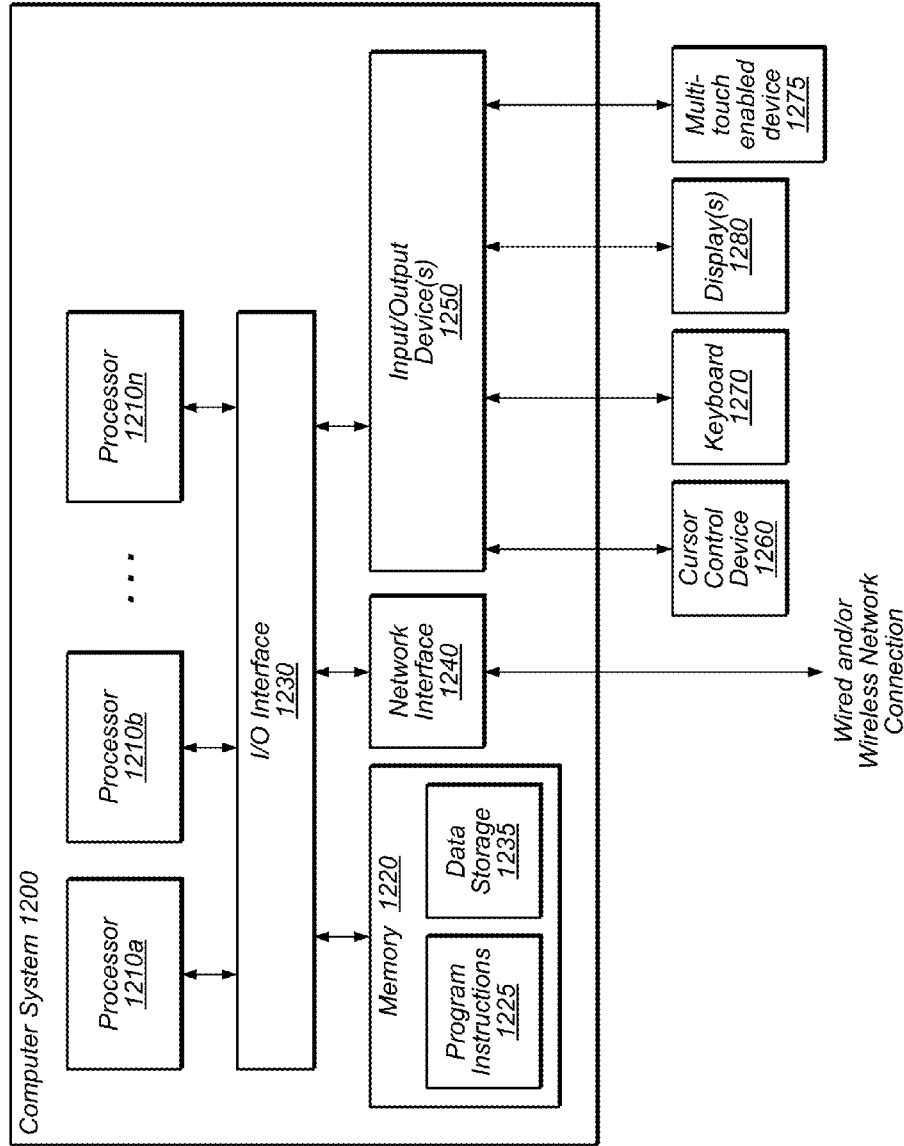 Computer System 1200
Processor
1210a
Processor
1210b
. . .
Processor
1210n
I/O Interface
1230
Memory 1220
Program
Instructions
1225
Data
Storage
1235
Network
Interface
1240
Input/Output
Device(s)
1250
Wired and/or
Wireless Network
Connection
Cursor
Control
Device
1260
Keyboard
1270
Display(s)
1280
Multi-
touch
enabled
device
1275